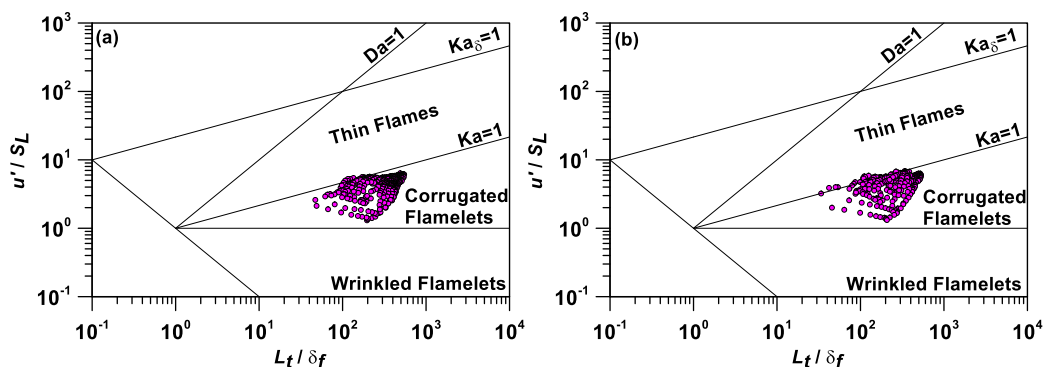 (a)
10³
10²
10¹
10⁰
10⁻¹
u' / S_L
Da=1
Ka_δ=1
Thin Flames
Ka=1
Corrugated
Flamelets
Wrinkled Flamelets
10⁻¹ 10⁰ 10¹ 10² 10³ 10⁴
L_t / δ_f
(b)
10³
10²
10¹
10⁰
10⁻¹
u' / S_L
Da=1
Ka_δ=1
Thin Flames
Ka=1
Corrugated
Flamelets
Wrinkled Flamelets
10⁻¹ 10⁰ 10¹ 10² 10³ 10⁴
L_t / δ_f